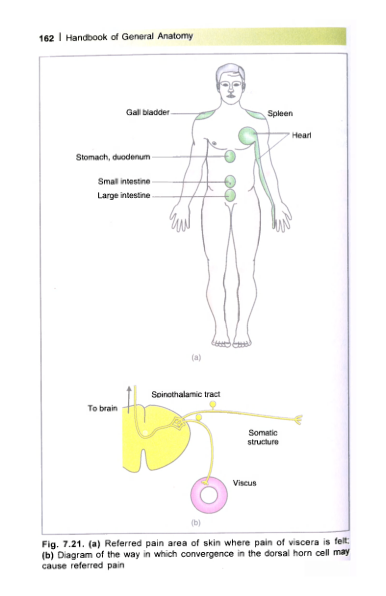 162 | Handbook of General Anatomy
Gall bladder
Spleen
Heart
Stomach, duodenum
Small intestine
Large intestine
(a)
Spinothalamic tract
To brain
Somatic
structure
Viscus
(b)
Fig. 7.21. (a) Referred pain area of skin where pain of viscera is felt;
(b) Diagram of the way in which convergence in the dorsal horn cell may
cause referred pain